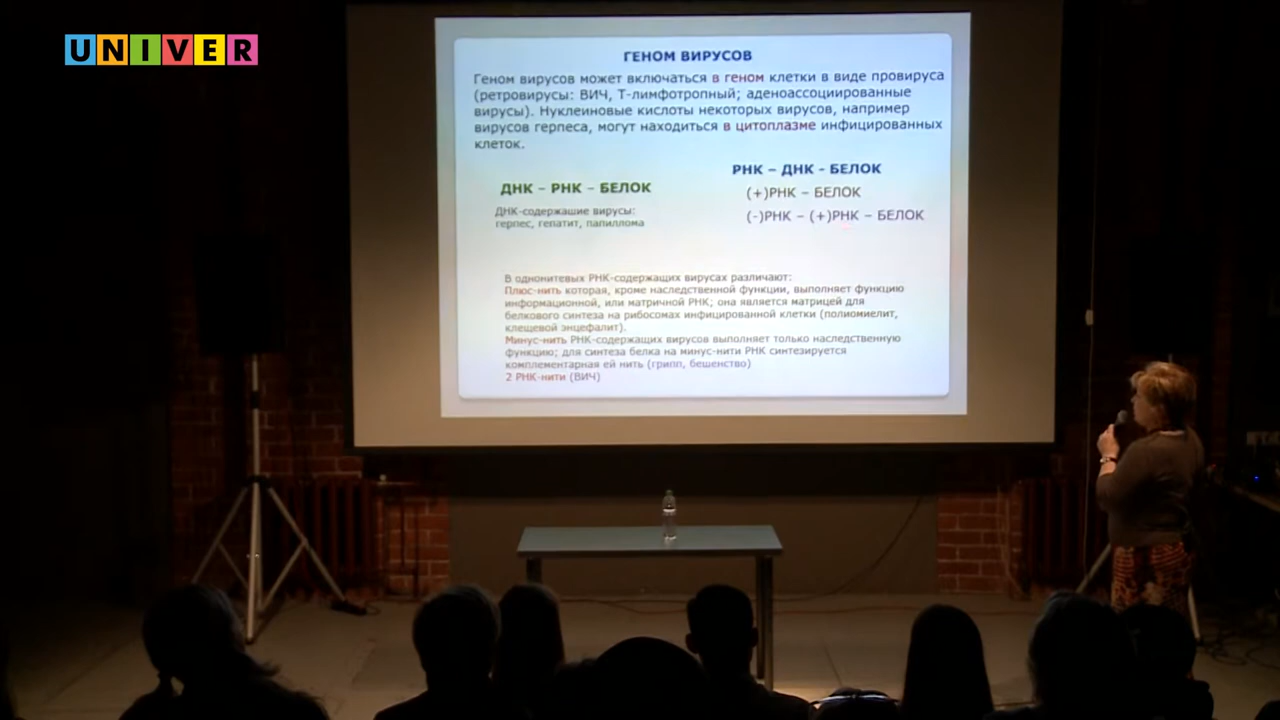 UNIVER
ГЕНОМ ВИРУСОВ
Геном вирусов может включаться в геном клетки в виде провируса
(ретровирусы: ВИЧ, Т-лимфотропный; аденоассоциированные
вирусы). Нуклеиновые кислоты некоторых вирусов, например
вирусов герпеса, могут находиться в цитоплазме инфицированных
клеток.
ДНК – РНК – БЕЛОК
ДНК-содержашие вирусы:
герпес, гепатит, папиллома
РНК – ДНК - БЕЛОК
(+)РНК – БЕЛОК
(-)РНК – (+)РНК – БЕЛОК
В однонитевых РНК-содержащих вирусах различают:
Плюс-нить которая, кроме наследственной функции, выполняет функцию
информационной, или матричной РНК; она является матрицей для
белкового синтеза на рибосомах инфицированной клетки (полиомиелит,
клещевой энцефалит).
Минус-нить РНК-содержащих вирусов выполняет только наследственную
функцию; для синтеза белка на минус-нити РНК синтезируется
комплементарная ей нить (грипп, бешенство)
2 РНК-нити (ВИЧ)